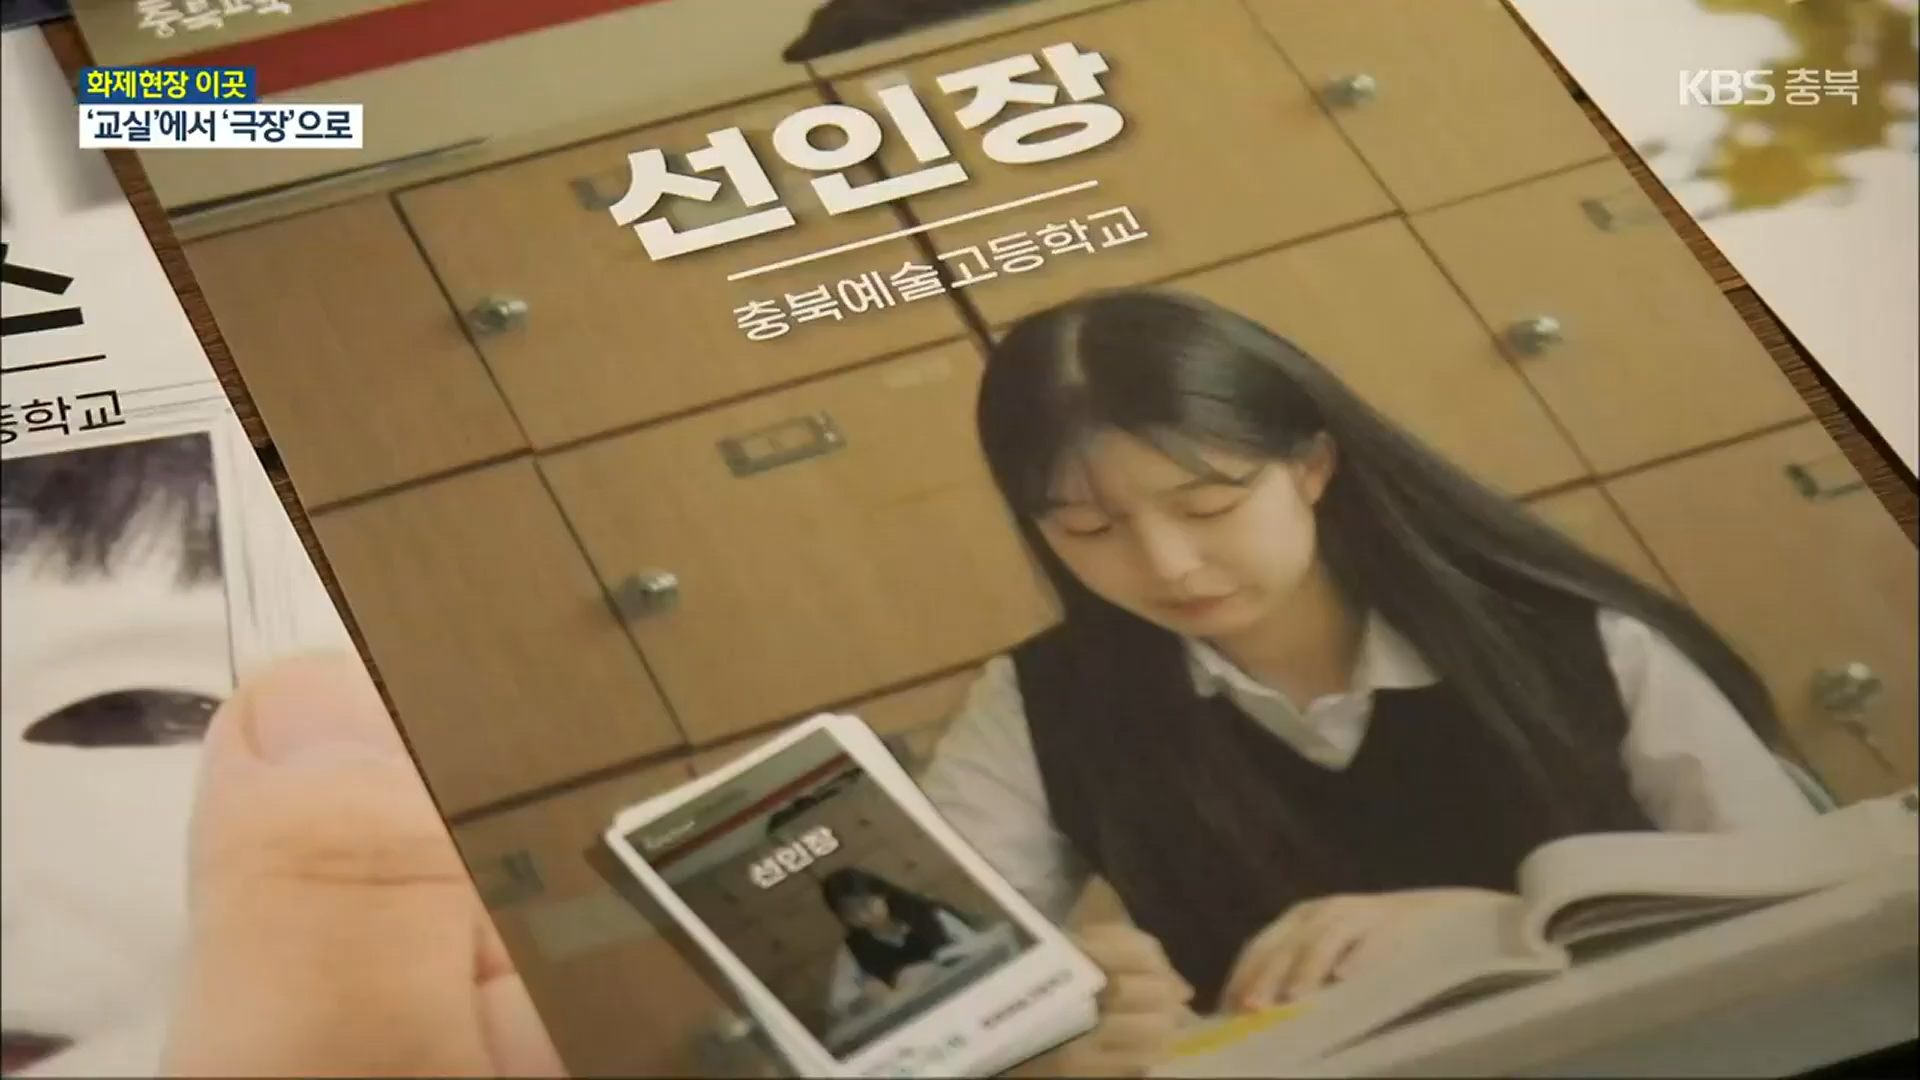 화제현장 이곳
‘교실’에서 ‘극장’으로
KBS 충북
선인장
충북예술고등학교
등학교
선인장